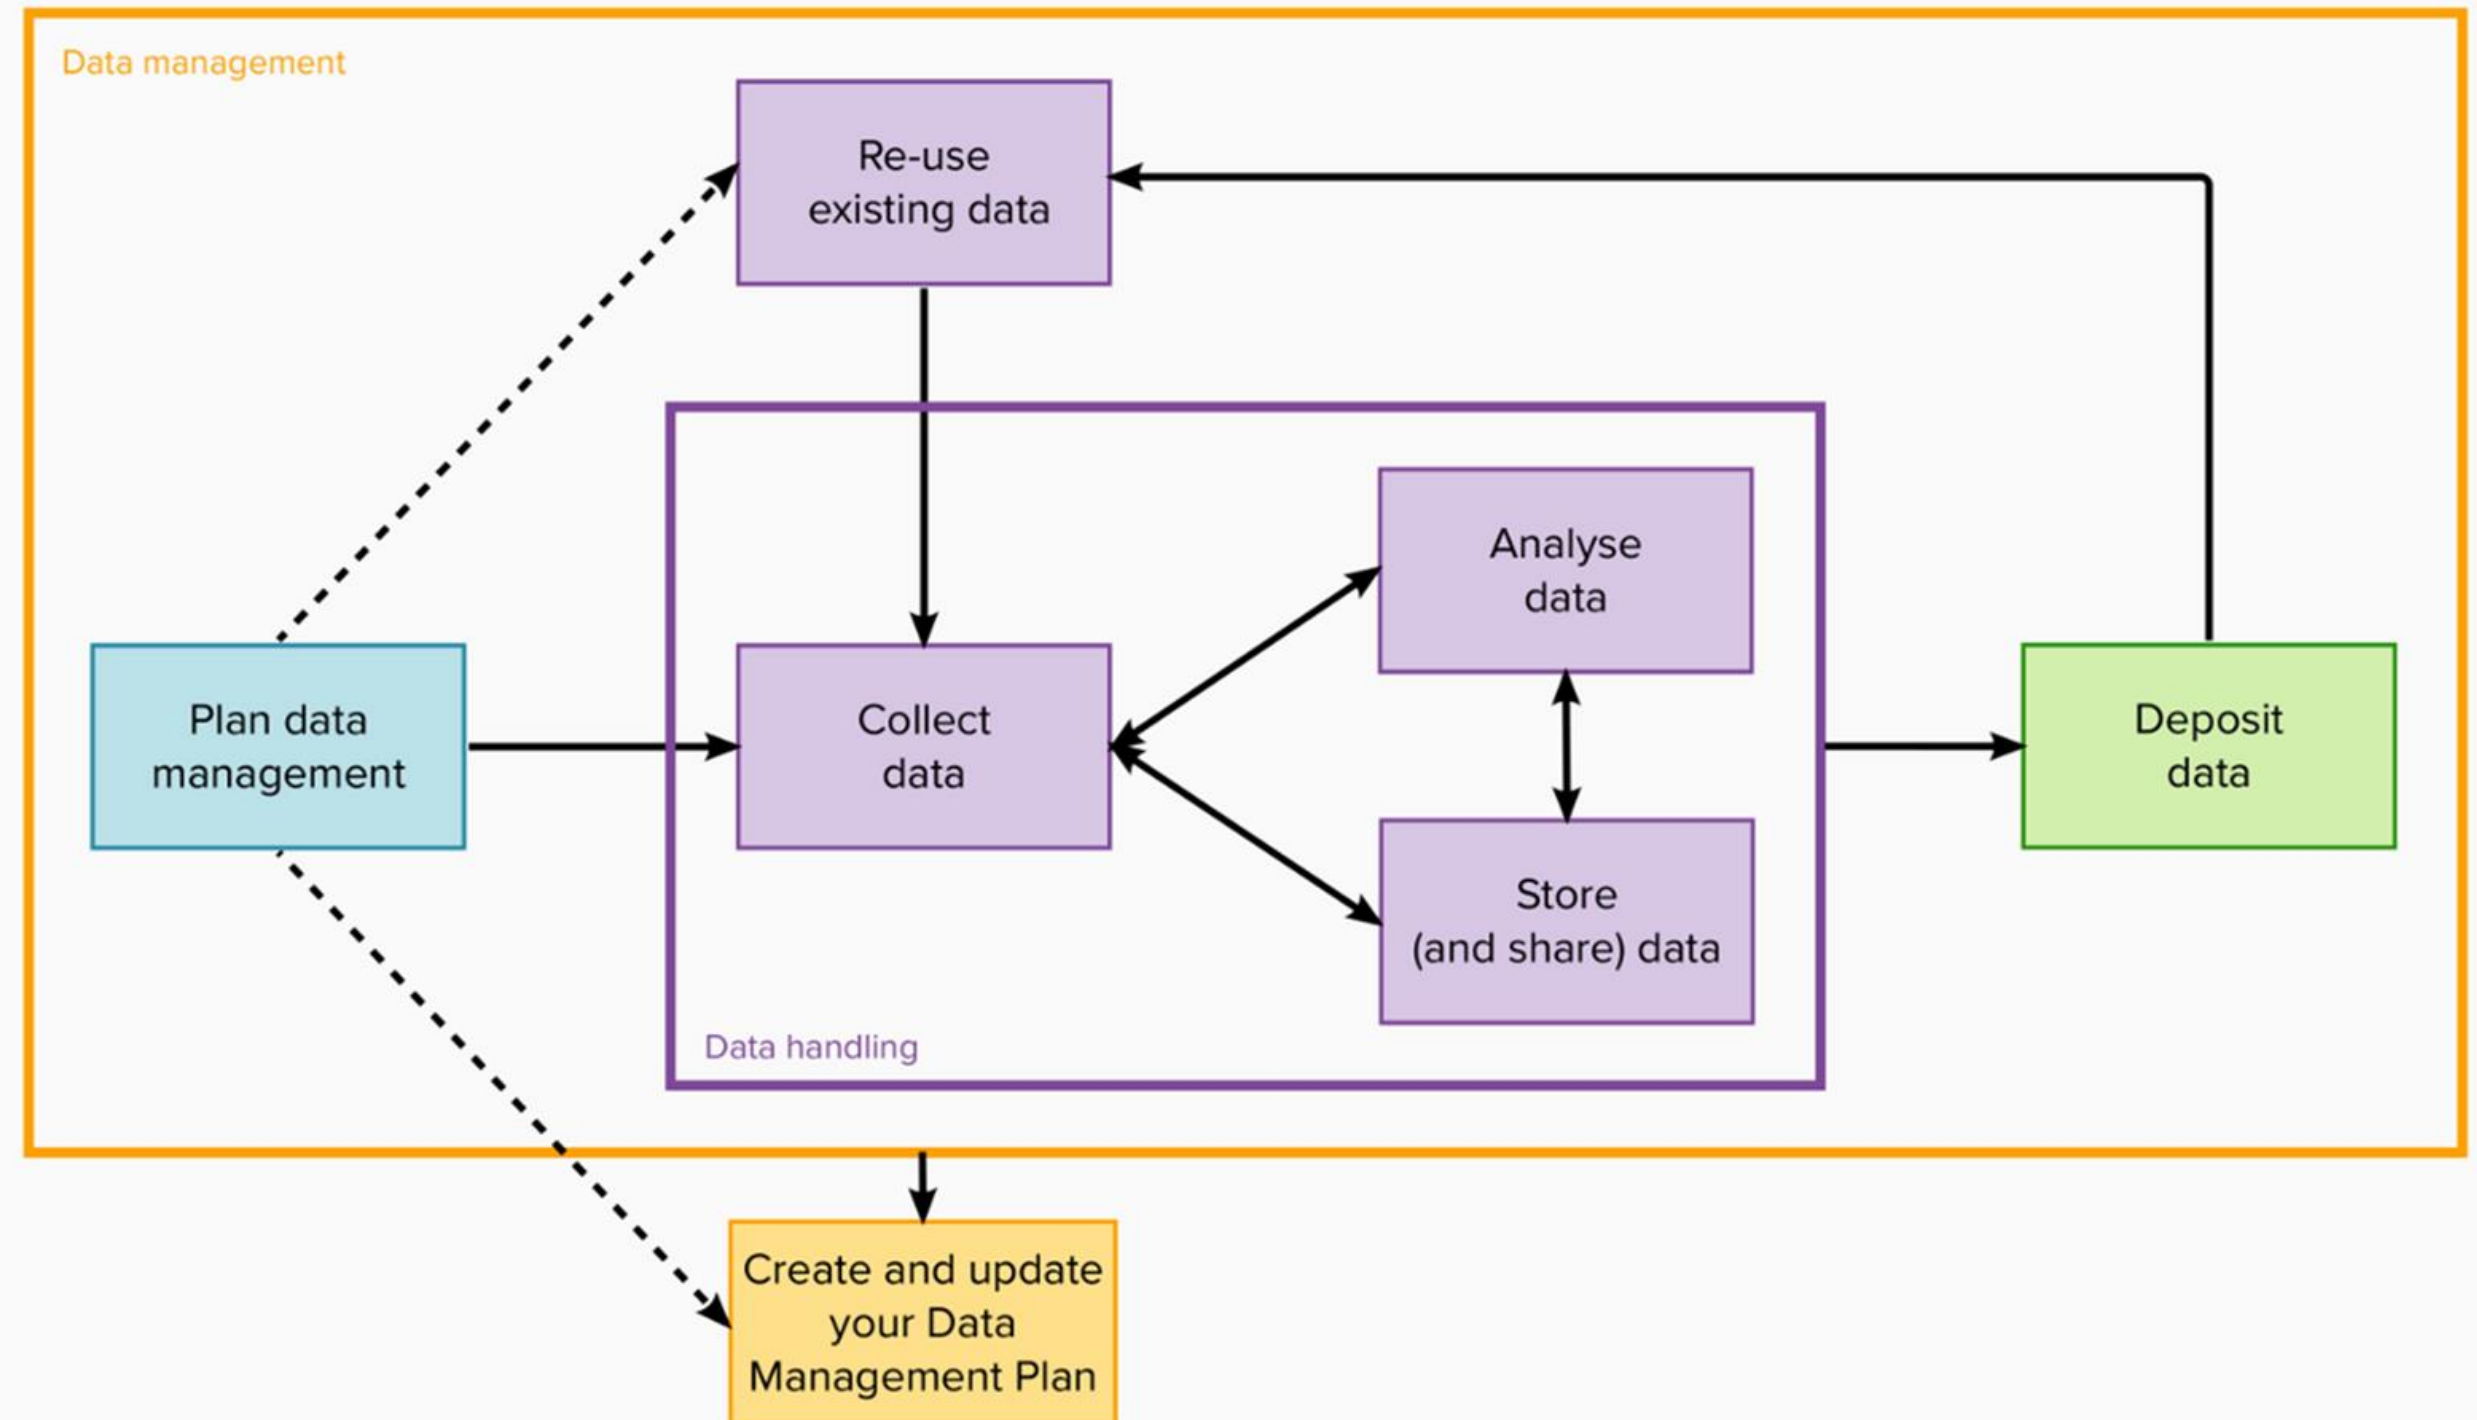 Data management
Re-use
existing data
Analyse
data
Plan data
management
Collect
data
Deposit
data
Store
(and share) data
Data handling
Create and update
your Data
Management Plan